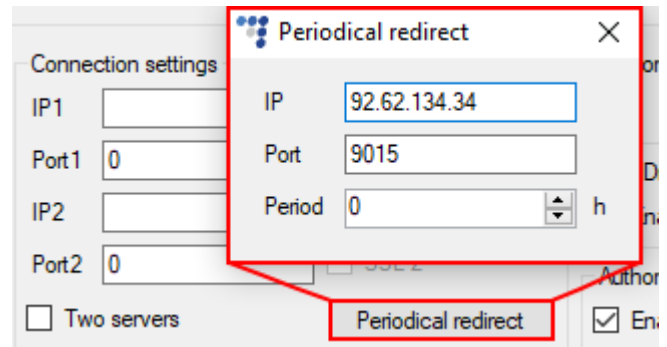 Periodical redirect
IP 92.62.134.34
Port 9015
Period 0 h
Connection settings
IP1
Port1 0
IP2
Port2 0
Two servers
Periodical redirect